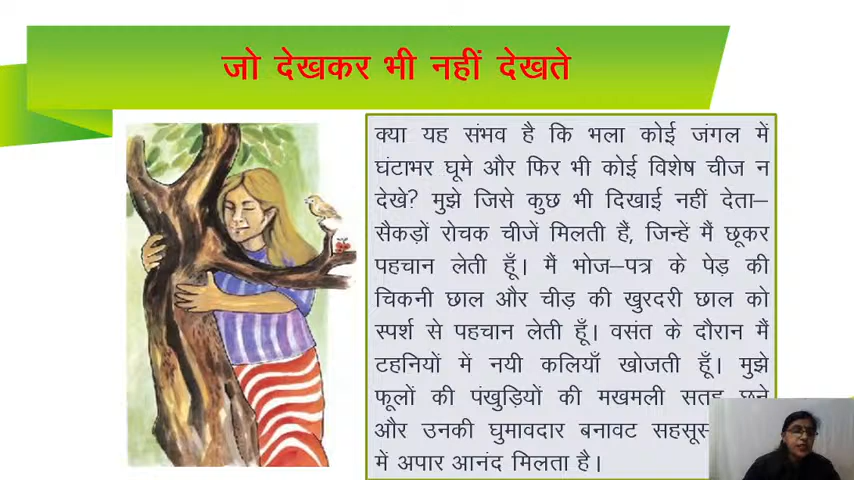 जो देखकर भी नहीं देखते
क्या यह संभव है कि भला कोई जंगल में
घंटाभर घूमे और फिर भी कोई विशेष चीज न
देखे? मुझे जिसे कुछ भी दिखाई नहीं देता–
सैकड़ों रोचक चीजें मिलती हैं, जिन्हें मैं छूकर
पहचान लेती हूँ। मैं भोज–पत्र के पेड़ की
चिकनी छाल और चीड़ की खुरदरी छाल को
स्पर्श से पहचान लेती हूँ। वसंत के दौरान मैं
टहनियों में नयी कलियाँ खोजती हूँ। मुझे
फूलों की पंखुड़ियों की मखमली सतह छूने
और उनकी घुमावदार बनावट
में अपार आनंद मिलता है।